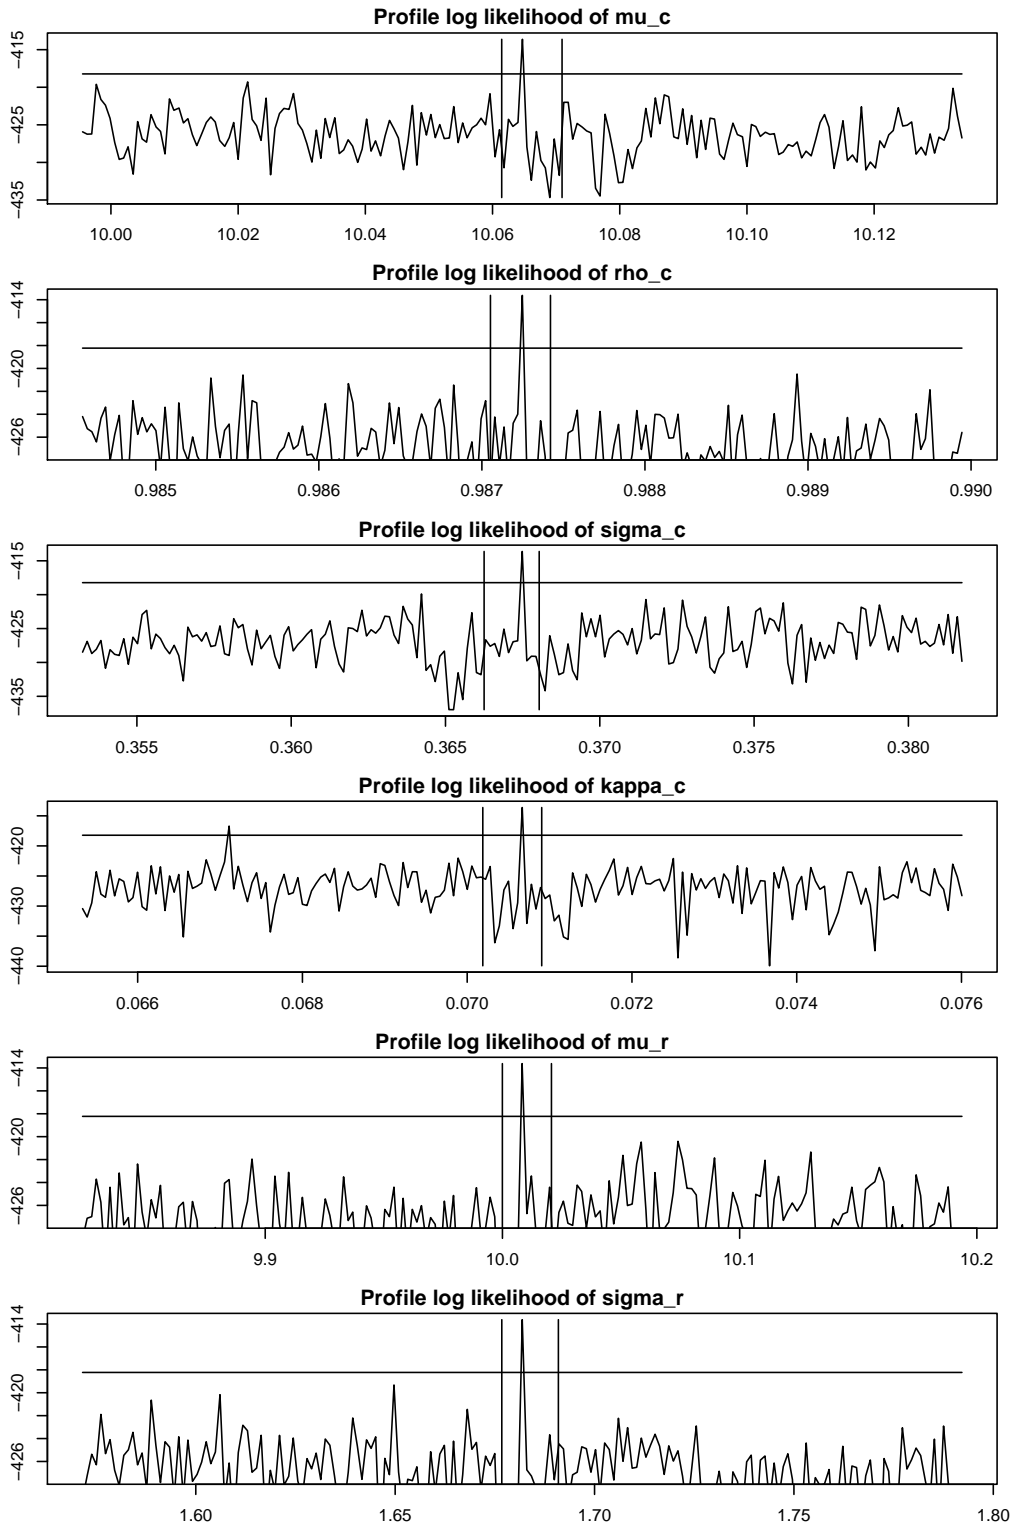 Profile log likelihood of mu_c
−415
−425
−435
10.00 10.02 10.04 10.06 10.08 10.10 10.12
Profile log likelihood of rho_c
−414
−420
−426
0.985 0.986 0.987 0.988 0.989 0.990
Profile log likelihood of sigma_c
−415
−425
−435
0.355 0.360 0.365 0.370 0.375 0.380
Profile log likelihood of kappa_c
−420
−430
−440
0.066 0.068 0.070 0.072 0.074 0.076
Profile log likelihood of mu_r
−414
−420
−426
9.9 10.0 10.1 10.2
Profile log likelihood of sigma_r
−414
−420
−426
1.60 1.65 1.70 1.75 1.80